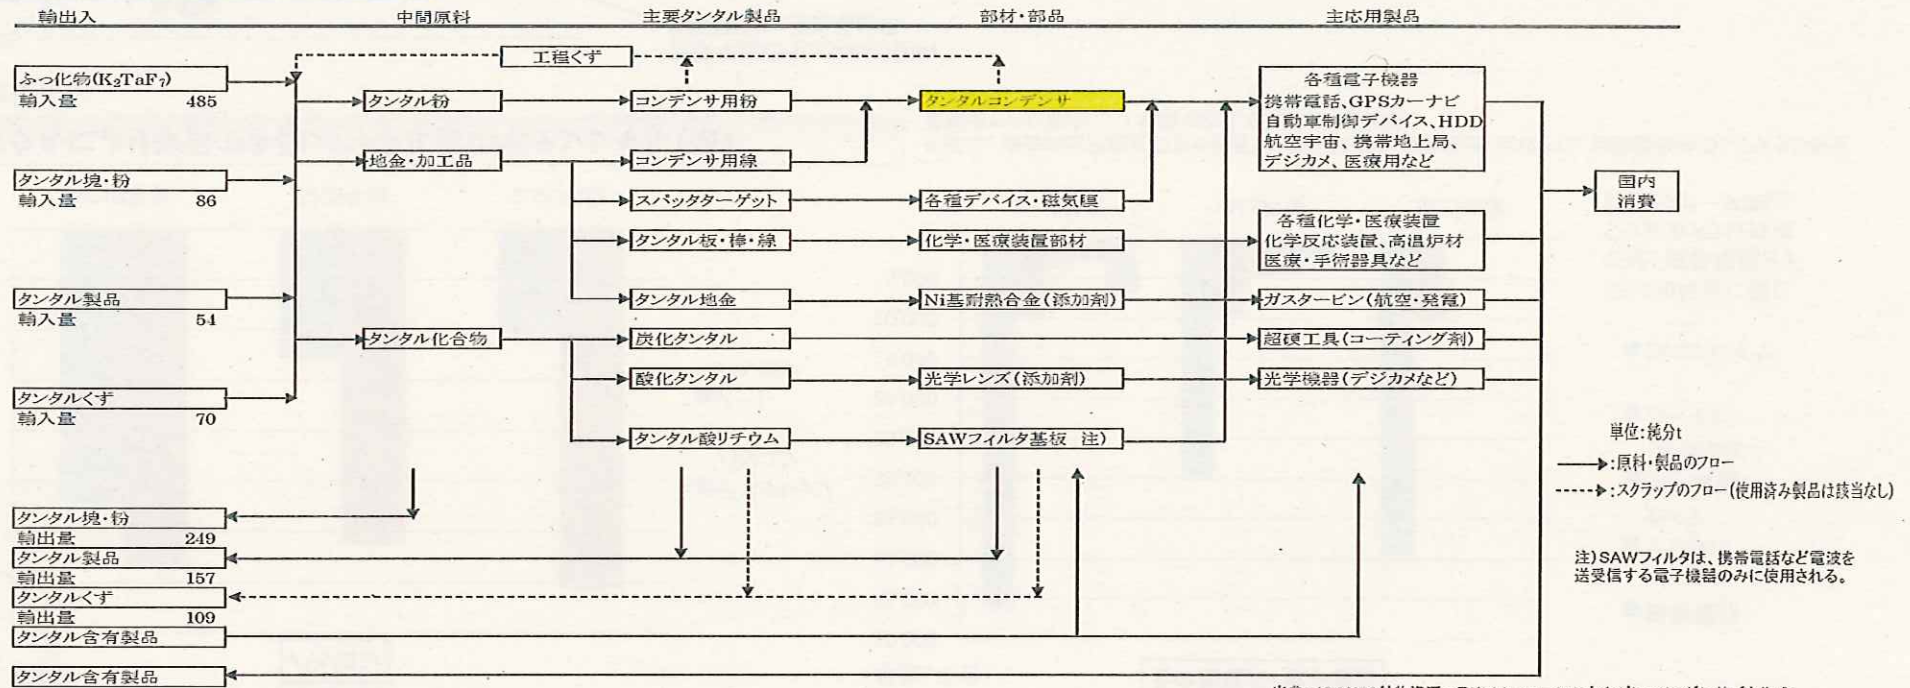 輸出入 中間原料 主要タンタル製品 部材・部品 主応用製品
工程くず
ふっ化物(K₂TaF₇)
輸入量 485
タンタル塊・粉
輸入量 86
タンタル製品
輸入量 54
タンタルくず
輸入量 70
タンタル粉
地金・加工品
タンタル化合物
コンデンサ用粉
コンデンサ用線
スパッタターゲット
タンタル板・棒・線
タンタル地金
炭化タンタル
酸化タンタル
タンタル酸リチウム
タンタルコンデンサ
各種デバイス・磁気膜
化学・医療装置部材
Ni基耐熱合金(添加剤)
光学レンズ(添加剤)
SAWフィルタ基板 注)
各種電子機器
携帯電話、GPSカーナビ
自動車制御デバイス、HDD
航空宇宙、携帯地上局、
デジカメ、医療用など
各種化学・医療装置
化学反応装置、高温炉材
医療・手術器具など
ガスタービン(航空・発電)
超硬工具(コーティング剤)
光学機器(デジカメなど)
国内
消費
タンタル塊・粉
輸出量 249
タンタル製品
輸出量 157
タンタルくず
輸出量 109
タンタル含有製品
タンタル含有製品
単位:純分t
:原料・製品のフロー
:スクラップのフロー(使用済み製品は該当なし)
注)SAWフィルタは、携帯電話など電波を
送受信する電子機器のみに使用される。